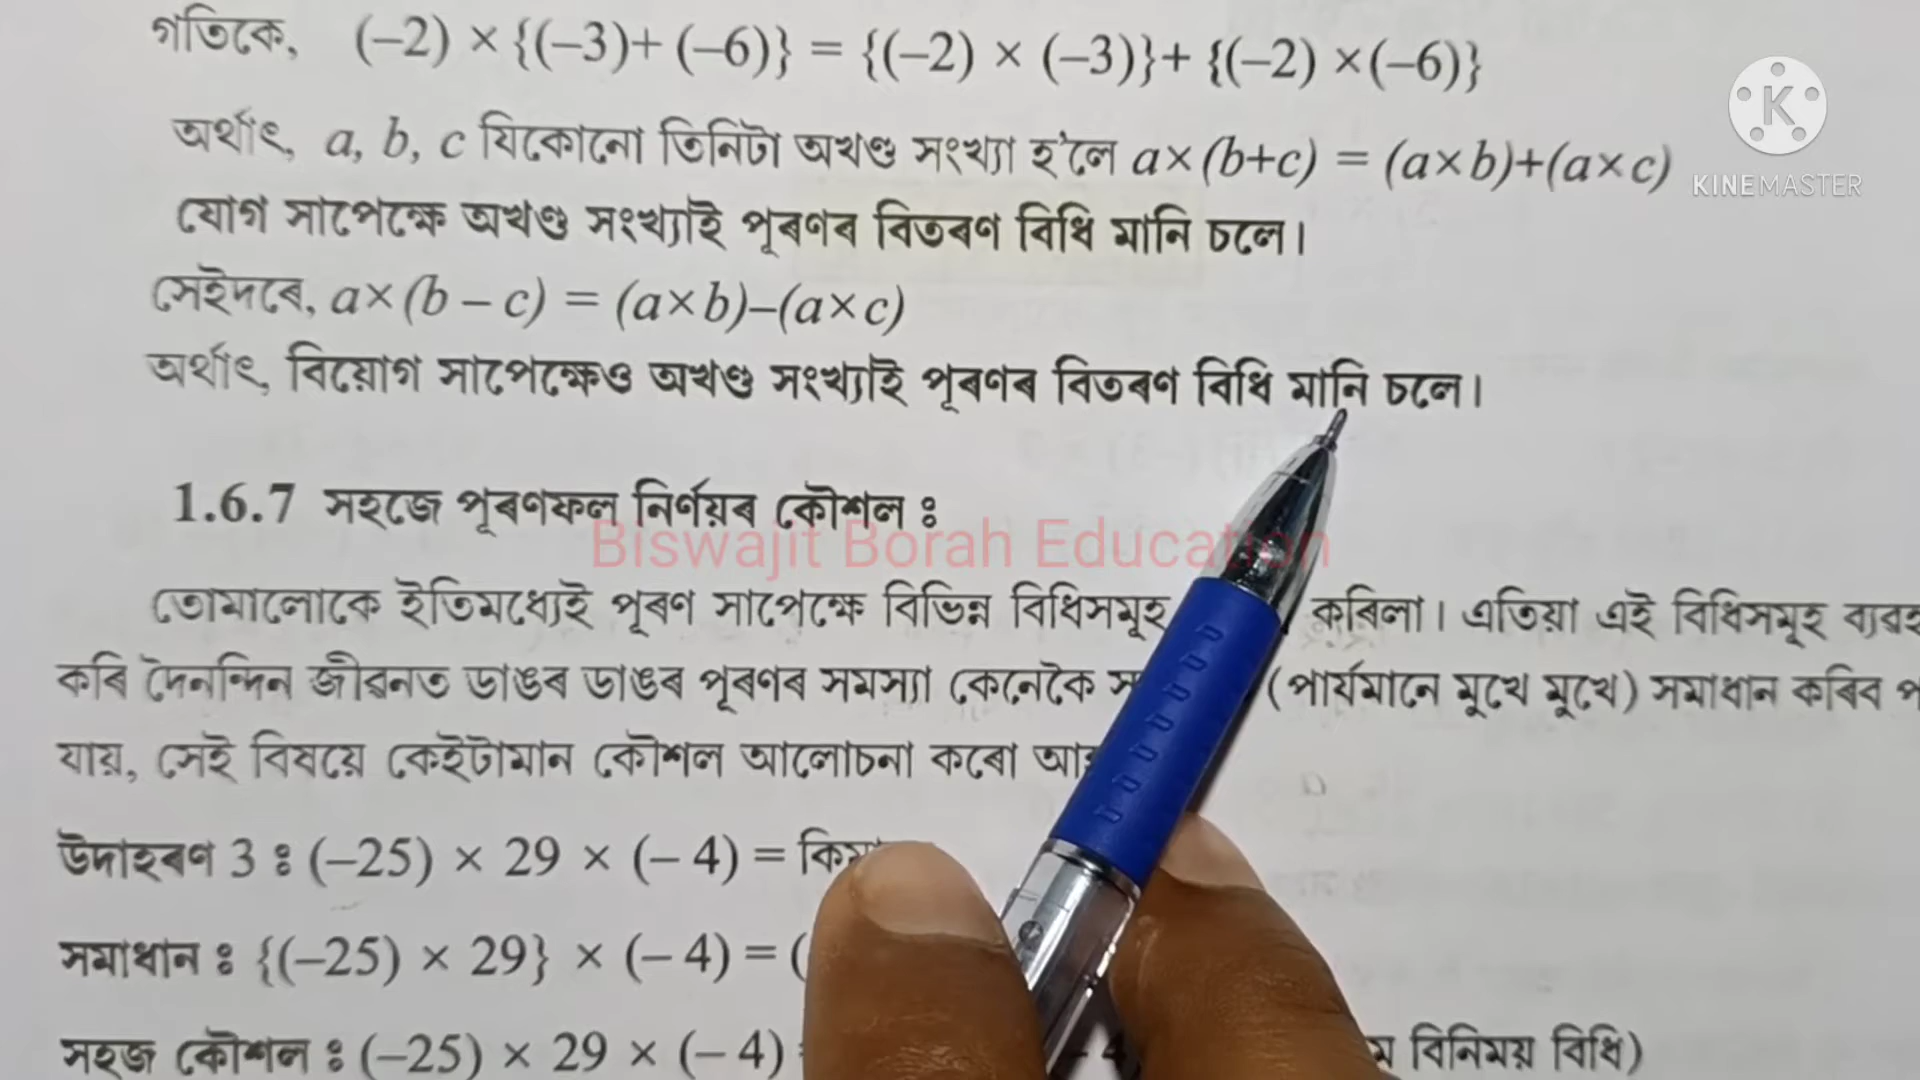 গতিকে, (–2) × {(–3)+ (–6)} = {(–2) × (–3)}+ {(–2) ×(–6)}
অৰ্থাৎ, a, b, c যিকোনো তিনিটা অখণ্ড সংখ্যা হ'লে a×(b+c) = (a×b)+(a×c)
যোগ সাপেক্ষে অখণ্ড সংখ্যাই পূৰণৰ বিতৰণ বিধি মানি চলে।
সেইদৰে, a×(b – c) = (a×b)–(a×c)
অৰ্থাৎ, বিয়োগ সাপেক্ষেও অখণ্ড সংখ্যাই পূৰণৰ বিতৰণ বিধি মানি চলে।
1.6.7 সহজে পূৰণফল নিৰ্ণয়ৰ কৌশল ঃ
তোমালোকে ইতিমধ্যেই পূৰণ সাপেক্ষে বিভিন্ন বিধিসমূহ কৰিলা। এতিয়া এই বিধিসমূহ
কৰি দৈনন্দিন জীৱনত ডাঙৰ ডাঙৰ পূৰণৰ সমস্যা কেনেকৈ (পাৰ্যমানে মুখে মুখে) সমাধান কৰিব
যায়, সেই বিষয়ে কেইটামান কৌশল আলোচনা কৰো
উদাহৰণ 3 ঃ (–25) × 29 × (– 4) =
সমাধান ঃ {(–25) × 29} × (– 4) = (
সহজ কৌশল ঃ (–25) × 29 × (– 4) বিনিময় বিধি)
K
KINEMASTER
Biswajit Borah Education